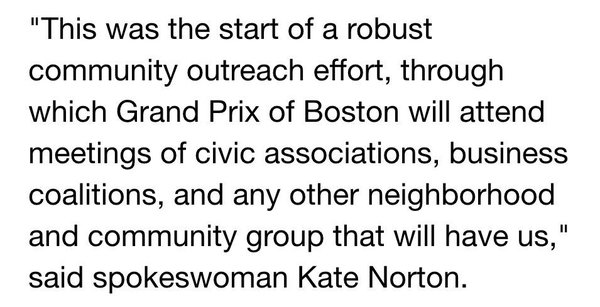 "This was the start of a robust
community outreach effort, through
which Grand Prix of Boston will attend
meetings of civic associations, business
coalitions, and any other neighborhood
and community group that will have us,"
said spokeswoman Kate Norton.